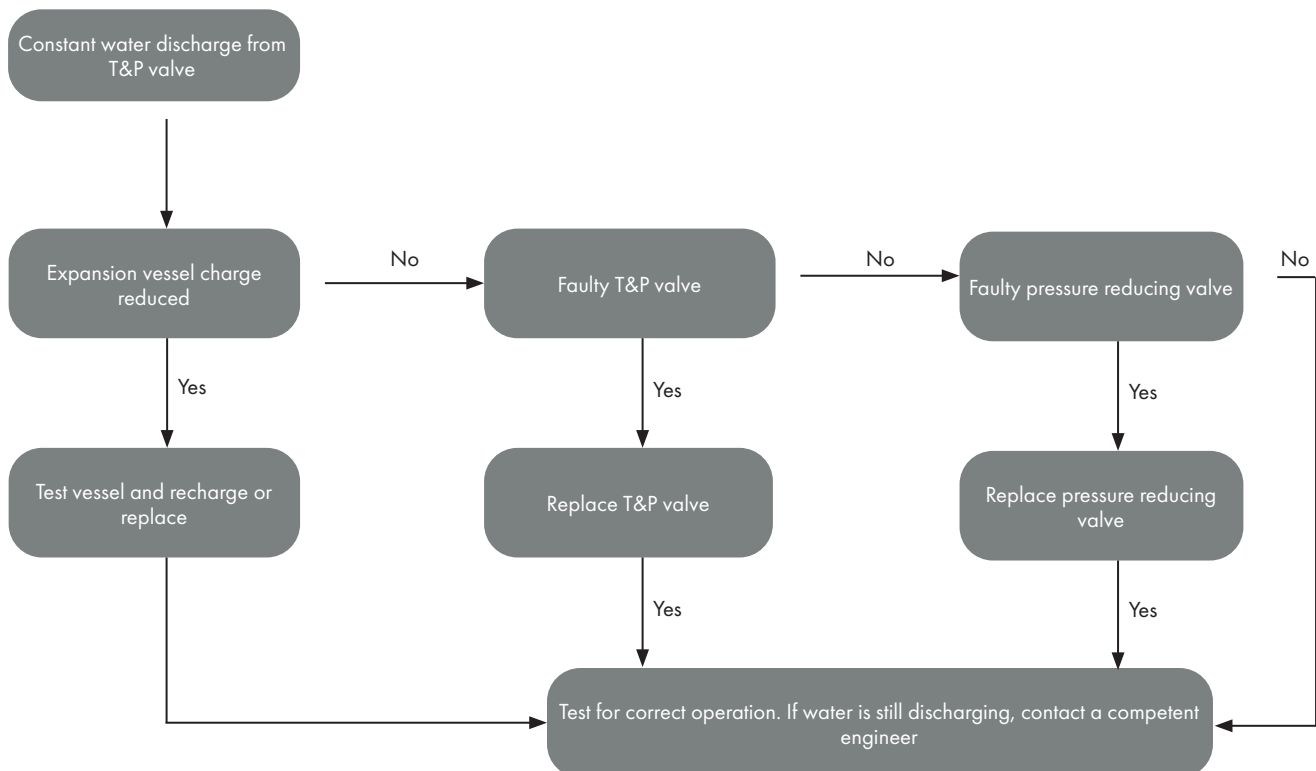 Constant water discharge from
T&P valve
Expansion vessel charge
reduced
No
Faulty T&P valve
No
Faulty pressure reducing valve
No
Yes
Yes
Yes
Test vessel and recharge or
replace
Replace T&P valve
Replace pressure reducing
valve
Yes
Yes
Test for correct operation. If water is still discharging, contact a competent
engineer